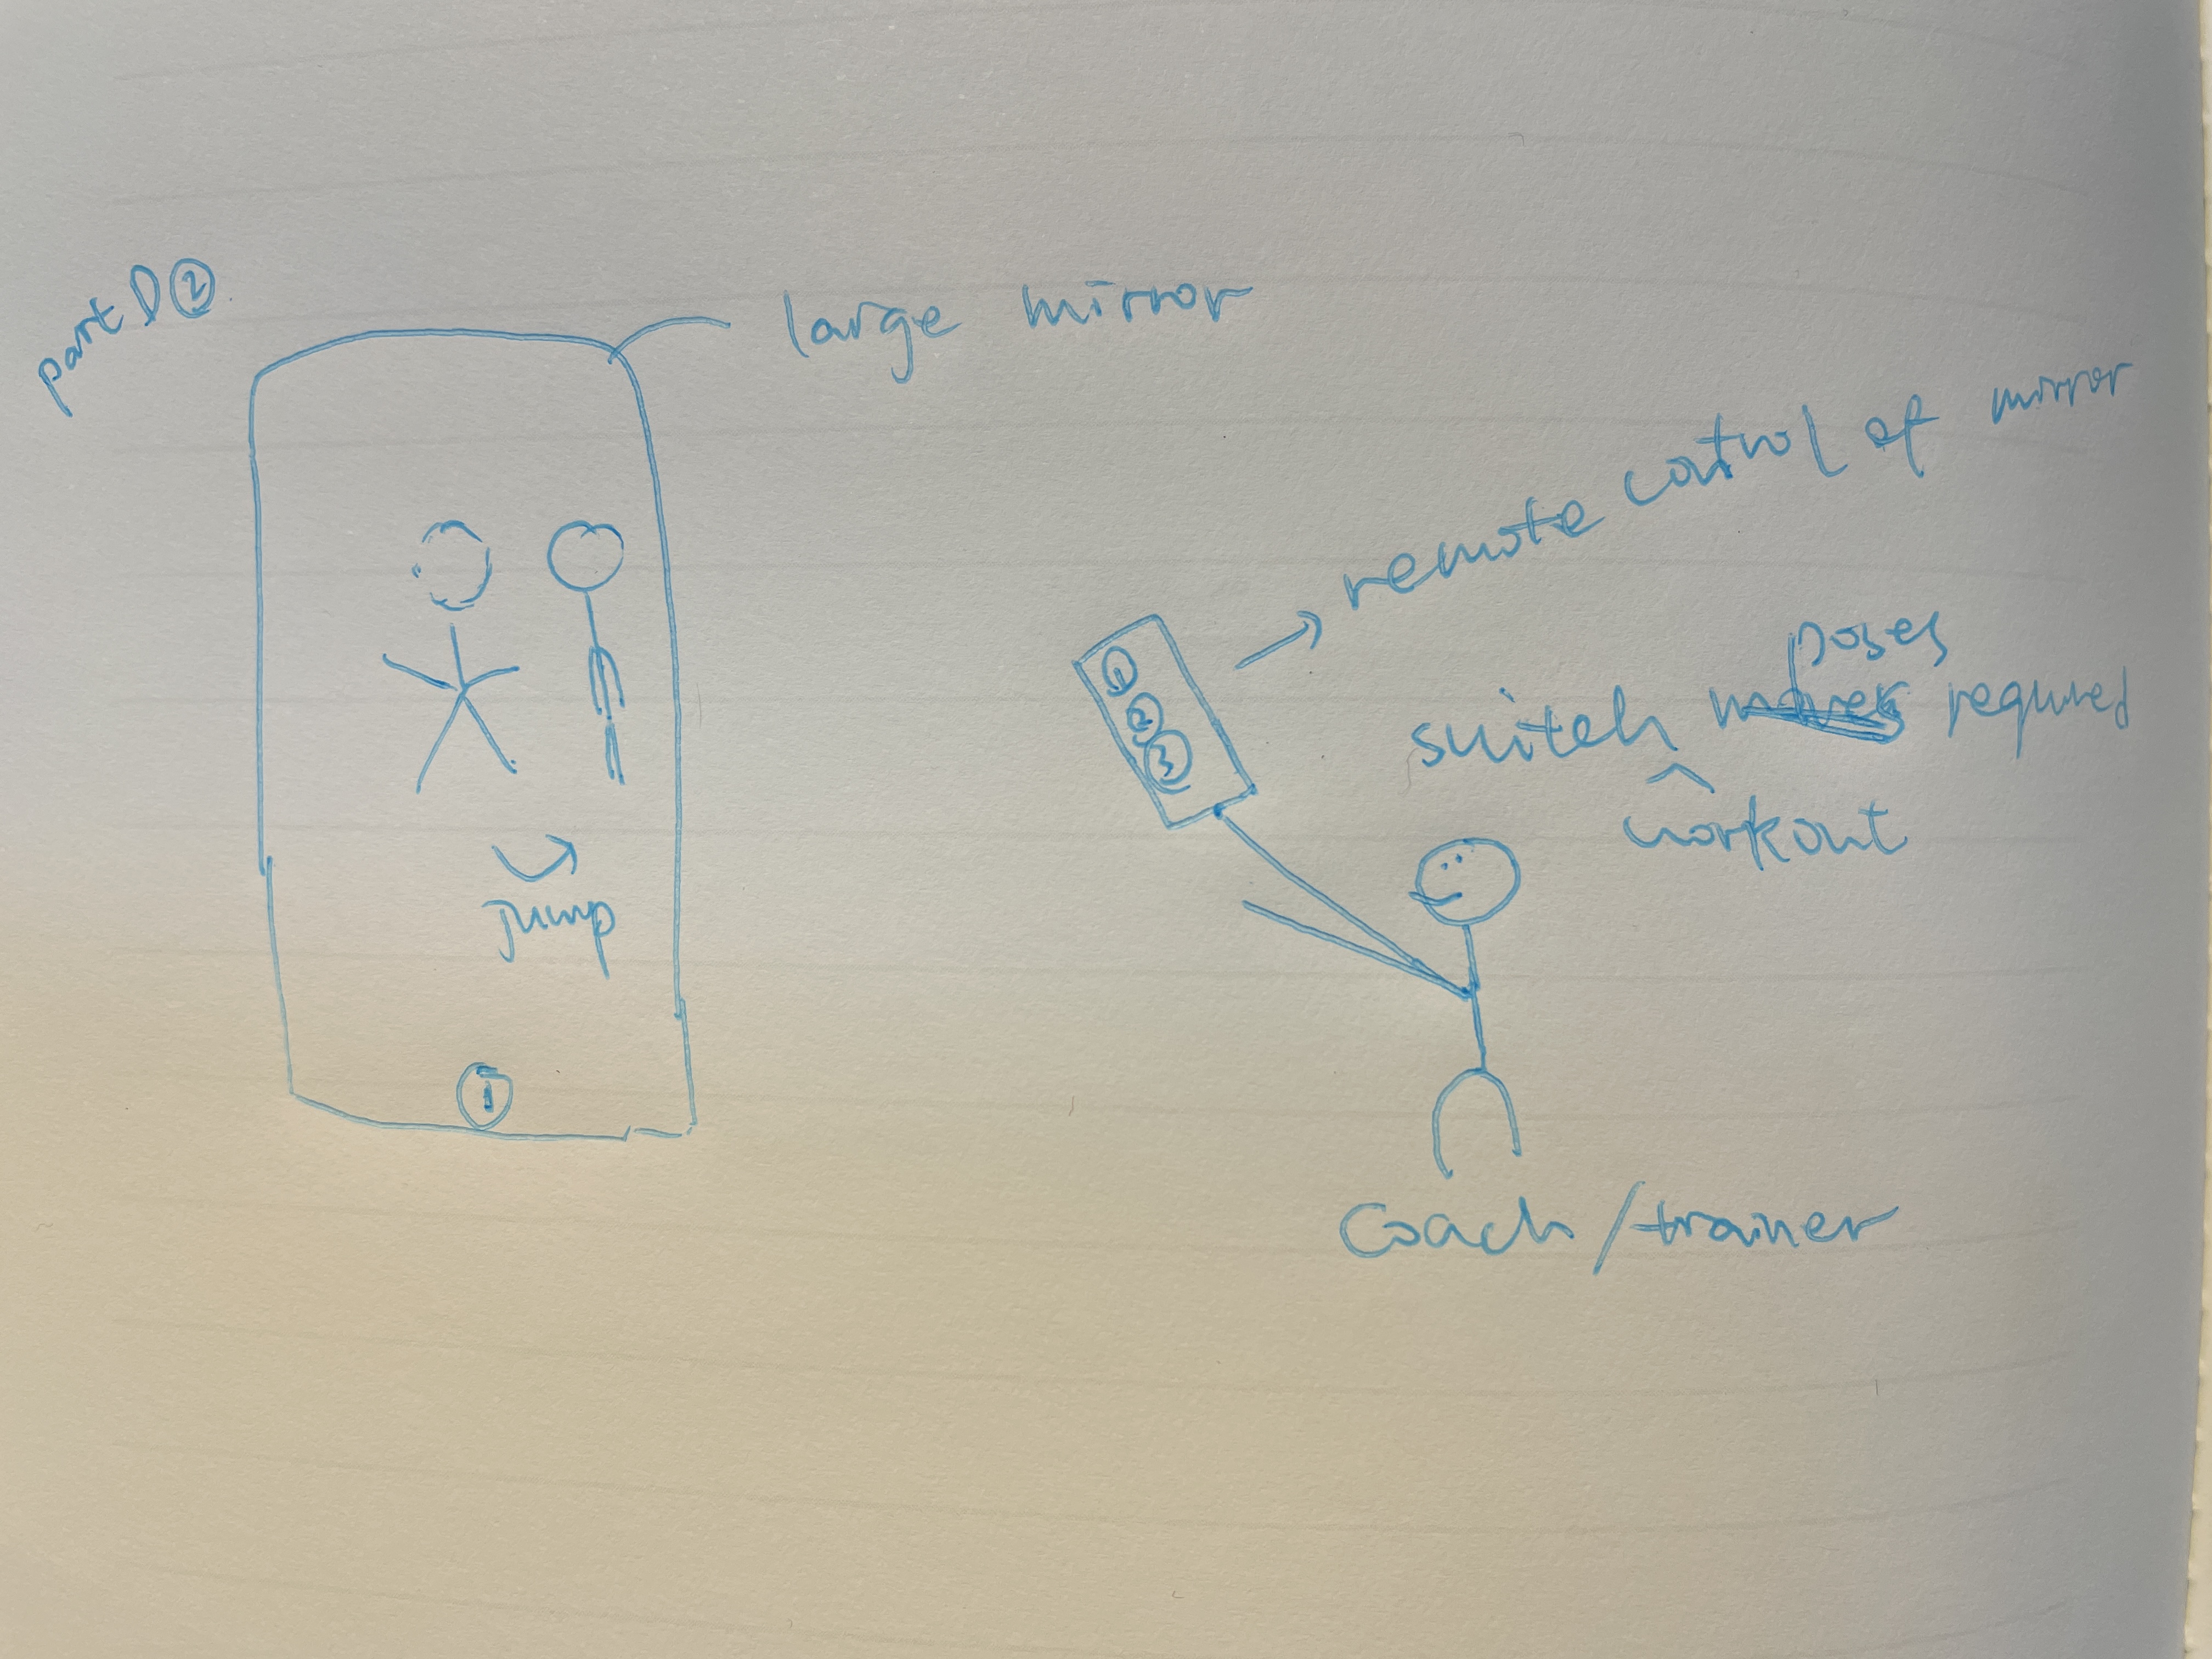 part D ②
large mirror
jump
①
remote control of mirror
① ② ③
poses
switch moves required
^
workout
Coach/trainer